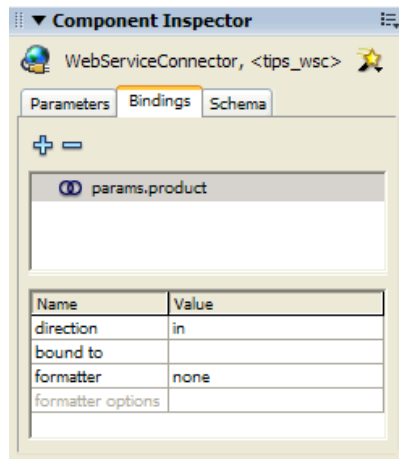 Component Inspector
WebServiceConnector, <tips_wsc>
Parameters Bindings Schema
params.product
Name Value
direction in
bound to
formatter none
formatter options